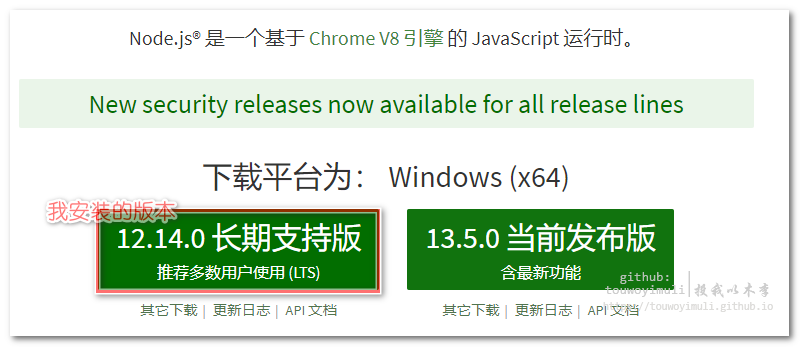 Node.js® 是一个基于 Chrome V8 引擎 的 JavaScript 运行时。
New security releases now available for all release lines
下载平台为： Windows (x64)
我安装的版本
12.14.0 长期支持版
推荐多数用户使用 (LTS)
其它下载 | 更新日志 | API 文档
13.5.0 当前发布版
含最新功能
其它下载 | 更新日志 | API 文档
github:
touwoyimuli
投我以木李
https://touwoyimuli.github.io